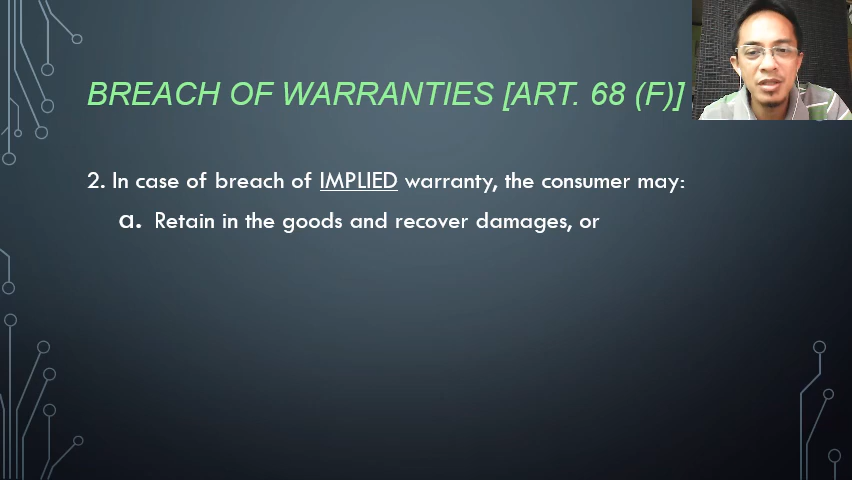 BREACH OF WARRANTIES [ART. 68 (F)]
2. In case of breach of IMPLIED warranty, the consumer may:
a. Retain in the goods and recover damages, or